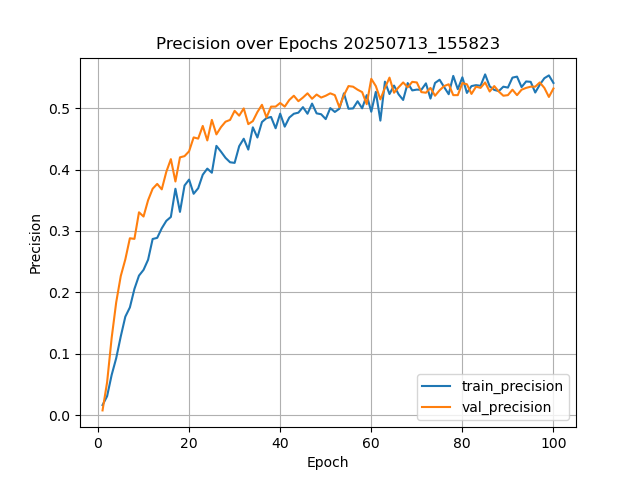 Precision over Epochs 20250713_155823
Precision
0.5
0.4
0.3
0.2
0.1
0.0
0 20 40 60 80 100
Epoch
train_precision
val_precision